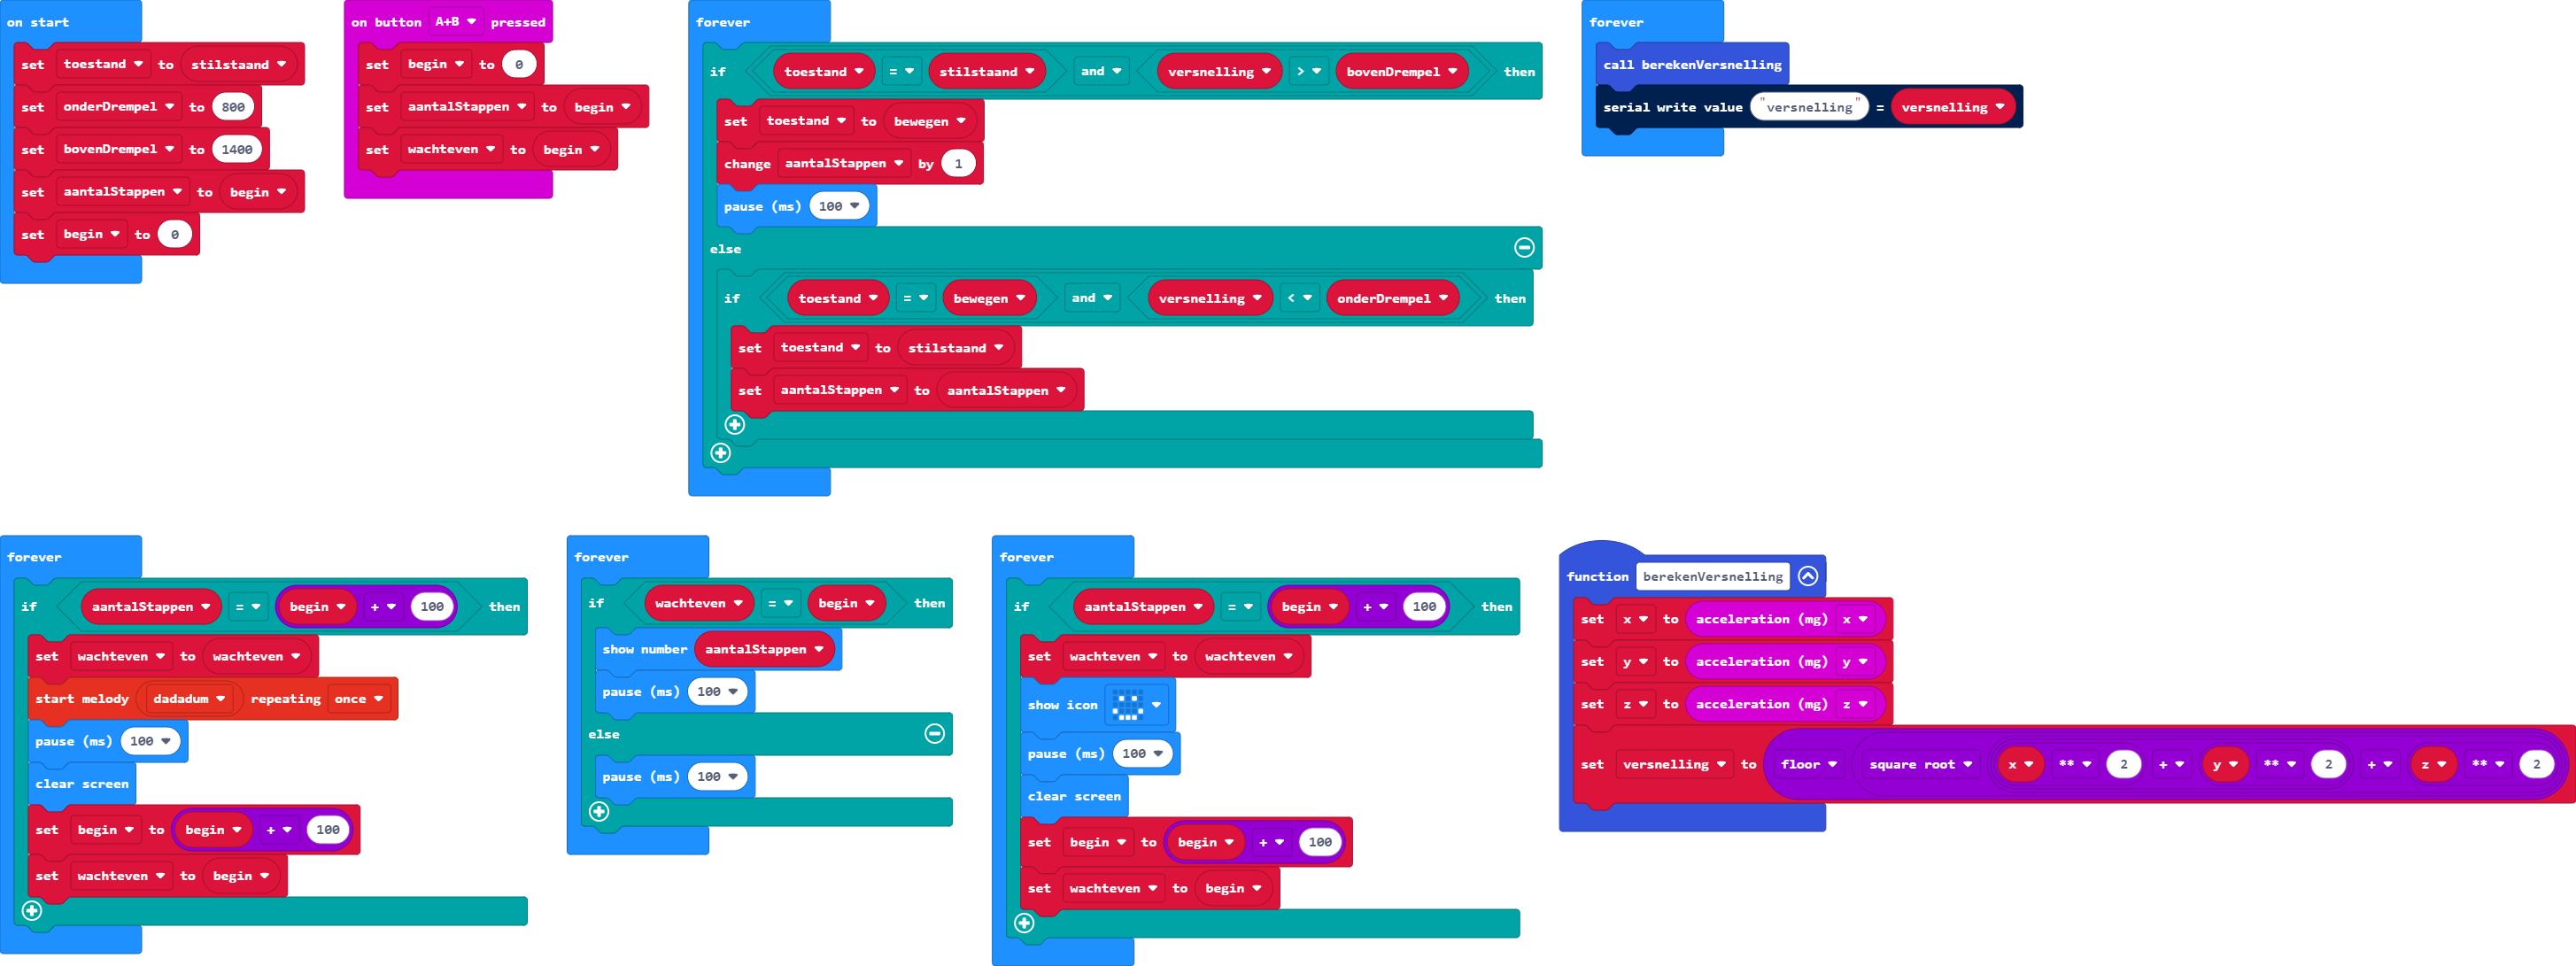 on start
set toestand to stilstaand
set onderDrempel to 800
set bovenDrempel to 1400
set aantalStappen to begin
set begin to 0
on button A+B pressed
set begin to 0
set aantalStappen to begin
set wachteven to begin
forever
if toestand = stilstaand and versnelling > bovenDrempel then
set toestand to bewegen
change aantalStappen by 1
pause (ms) 100
else
if toestand = bewegen and versnelling < onderDrempel then
set toestand to stilstaand
set aantalStappen to aantalStappen
forever
call berekenVersnelling
serial write value "versnelling" = versnelling
forever
if aantalStappen = begin + 100 then
set wachteven to wachteven
start melody dadadum repeating once
pause (ms) 100
clear screen
set begin to begin + 100
set wachteven to begin
forever
if wachteven = begin then
show number aantalStappen
pause (ms) 100
else
pause (ms) 100
forever
if aantalStappen = begin + 100 then
set wachteven to wachteven
show icon
pause (ms) 100
clear screen
set begin to begin + 100
set wachteven to begin
function berekenVersnelling
set x to acceleration (mg) x
set y to acceleration (mg) y
set z to acceleration (mg) z
set versnelling to floor square root x ** 2 + y ** 2 + z ** 2